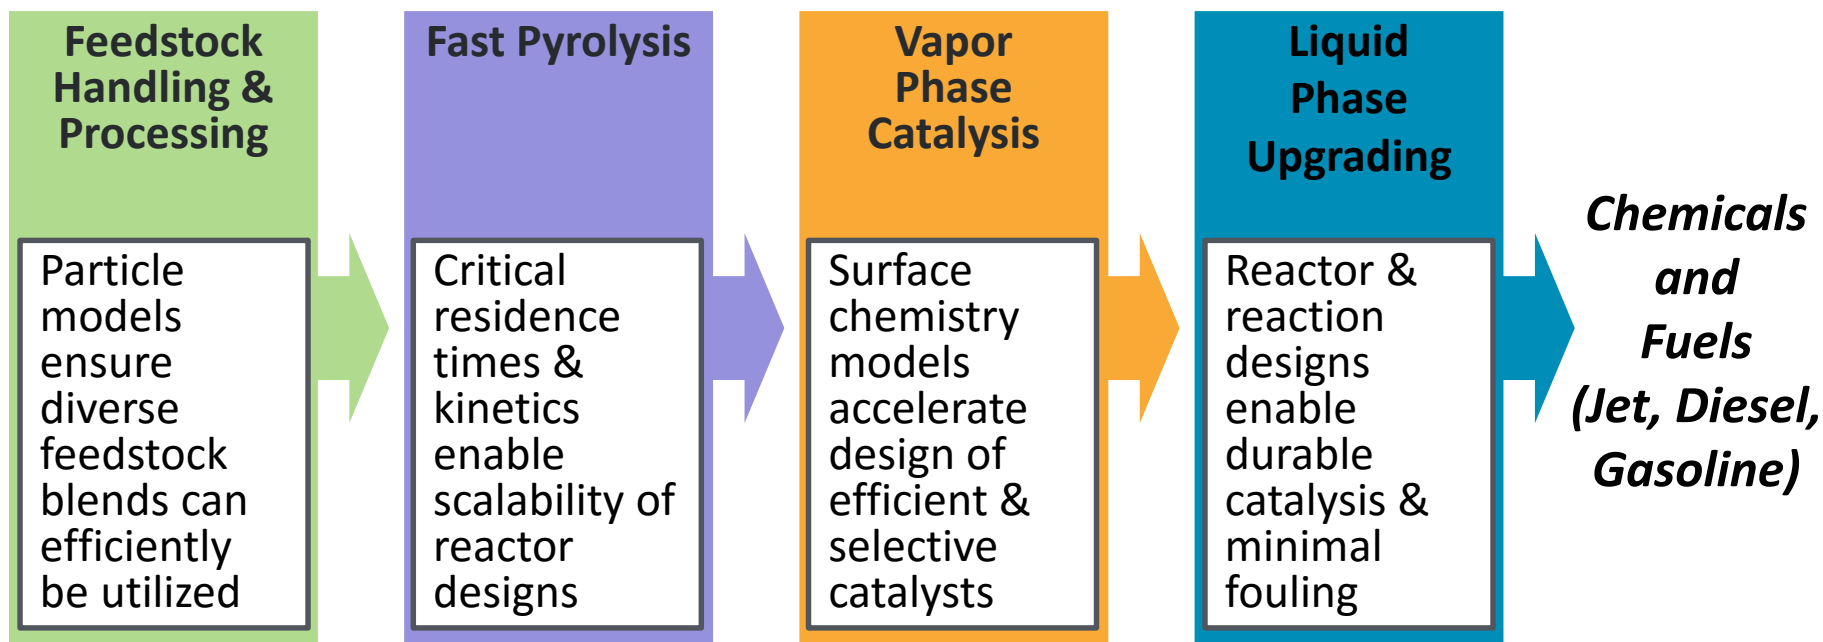 Feedstock
Handling &
Processing
Particle
models
ensure
diverse
feedstock
blends can
efficiently
be utilized
Fast Pyrolysis
Critical
residence
times &
kinetics
enable
scalability of
reactor
designs
Vapor
Phase
Catalysis
Surface
chemistry
models
accelerate
design of
efficient &
selective
catalysts
Liquid
Phase
Upgrading
Reactor &
reaction
designs
enable
durable
catalysis &
minimal
fouling
Chemicals
and
Fuels
(Jet, Diesel,
Gasoline)